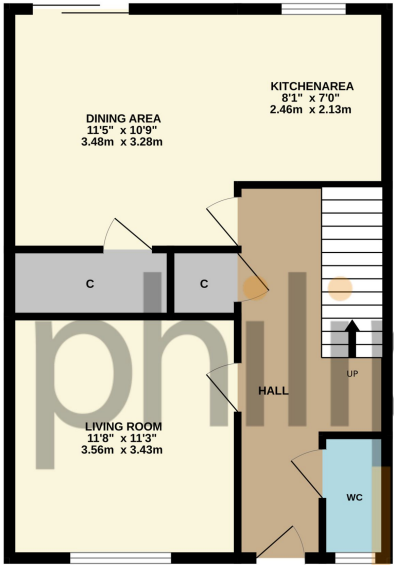 KITCHENAREA
8'1" x 7'0"
2.46m x 2.13m
DINING AREA
11'5" x 10'9"
3.48m x 3.28m
C
C
UP
HALL
LIVING ROOM
11'8" x 11'3"
3.56m x 3.43m
WC